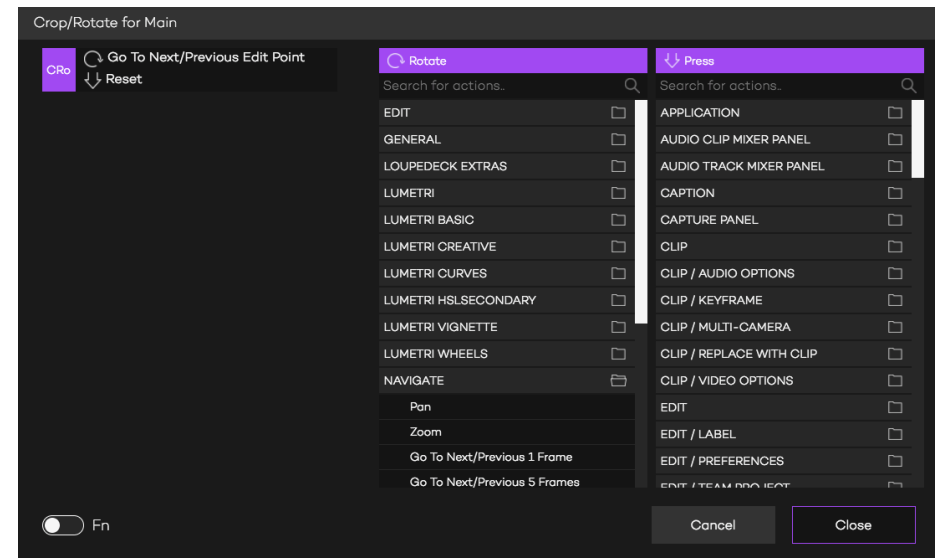 Crop/Rotate for Main
CRo
Go To Next/Previous Edit Point
Reset
Rotate
Search for actions..
EDIT
GENERAL
LOUPEDECK EXTRAS
LUMETRI
LUMETRI BASIC
LUMETRI CREATIVE
LUMETRI CURVES
LUMETRI HSLSECONDARY
LUMETRI VIGNETTE
LUMETRI WHEELS
NAVIGATE
Pan
Zoom
Go To Next/Previous 1 Frame
Go To Next/Previous 5 Frames
Press
Search for actions..
APPLICATION
AUDIO CLIP MIXER PANEL
AUDIO TRACK MIXER PANEL
CAPTION
CAPTURE PANEL
CLIP
CLIP / AUDIO OPTIONS
CLIP / KEYFRAME
CLIP / MULTI-CAMERA
CLIP / REPLACE WITH CLIP
CLIP / VIDEO OPTIONS
EDIT
EDIT / LABEL
EDIT / PREFERENCES
EDIT / TEAM PROJECT
Fn
Cancel
Close